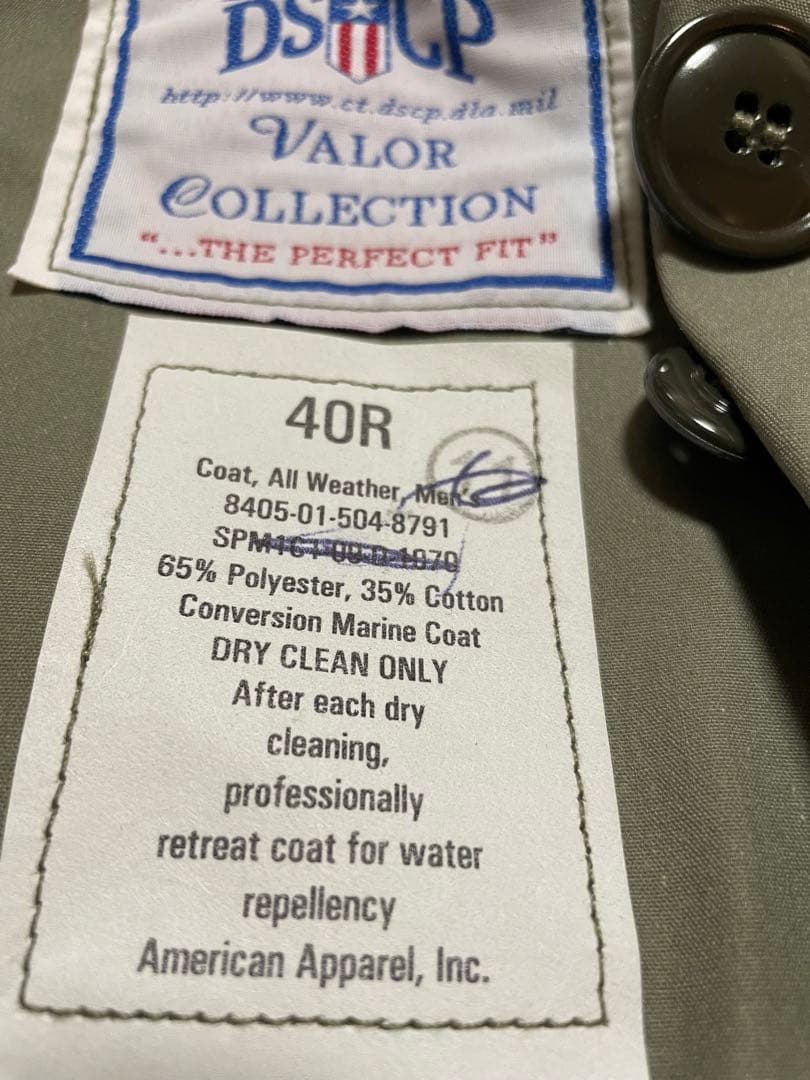 DSCP
http://www.ct.dscp.dla.mil
VALOR
COLLECTION
"...THE PERFECT FIT"
40R
Coat, All Weather, Men's
8405-01-504-8791
65% Polyester, 35% Cotton
Conversion Marine Coat
DRY CLEAN ONLY
After each dry
cleaning,
professionally
retreat coat for water
repellency
American Apparel, Inc.